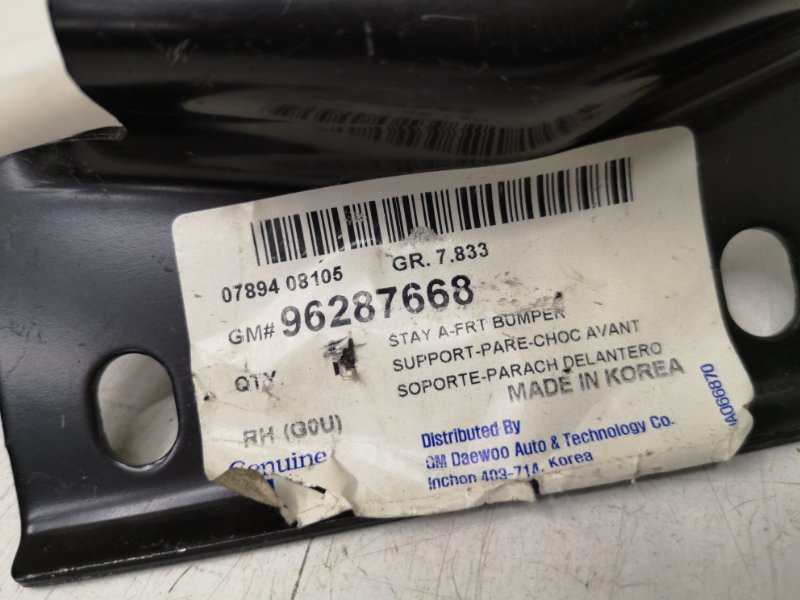 07894 08105
GR. 7.833
GM# 96287668
STAY A-FRT BUMPER
SUPPORT-PARE-CHOC AVANT
SOPORTE-PARACH DELANTERO
QTY
MADE IN KOREA
RH (G0U)
Genuine
Distributed By
GM Daewoo Auto & Technology Co.
Inchon 403-714, Korea